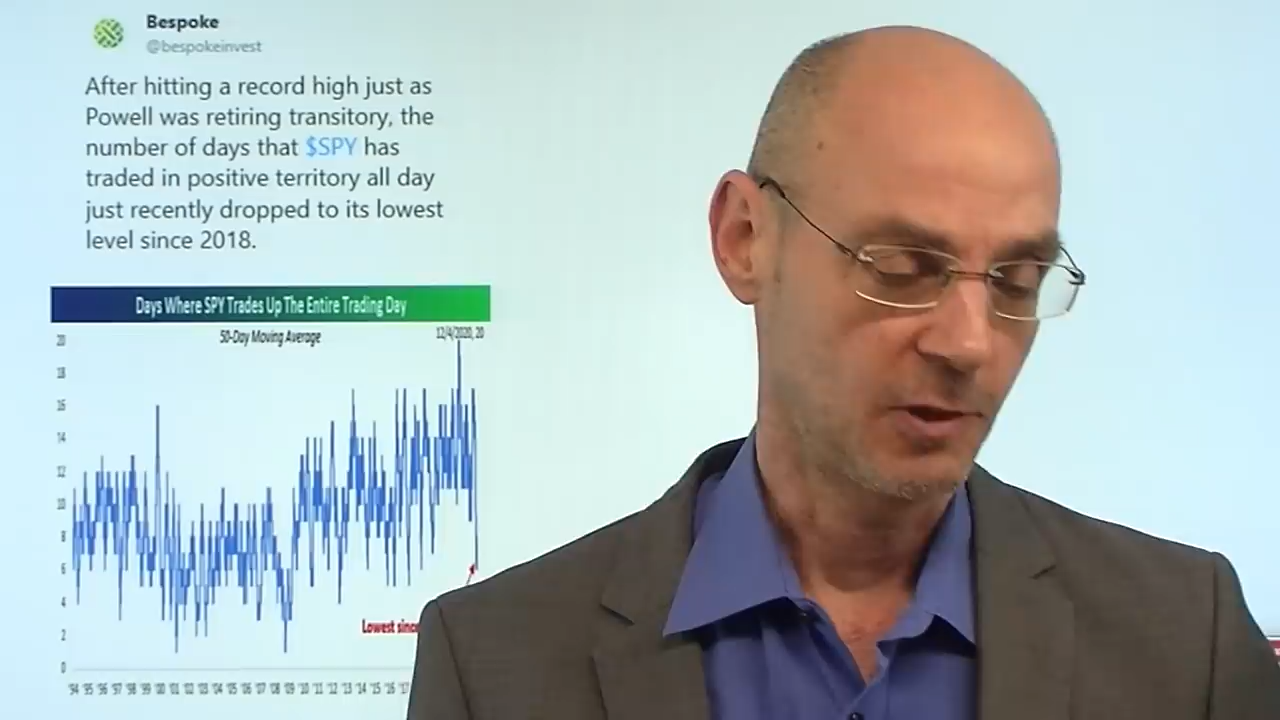 Bespoke
@bespokeinvest
After hitting a record high just as
Powell was retiring transitory, the
number of days that $SPY has
traded in positive territory all day
just recently dropped to its lowest
level since 2018.
Days Where SPY Trades Up The Entire Trading Day
50-Day Moving Average
12/4/2020, 20
20
18
16
14
12
10
8
6
4
2
0
Lowest since
'94 '95 '96 '97 '98 '99 '00 '01 '02 '03 '04 '05 '06 '07 '08 '09 '10 '11 '12 '13 '14 '15 '16 '17